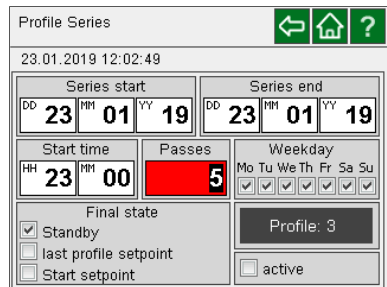 Profile Series
?
23.01.2019 12:02:49
Series start Series end
DD 23 MM 01 YY 19 DD 23 MM 01 YY 19
Start time Passes Weekday
Mo Tu We Th Fr Sa Su
HH 23 MM 00 5
Final state
Standby
Profile: 3
last profile setpoint
Start setpoint
active